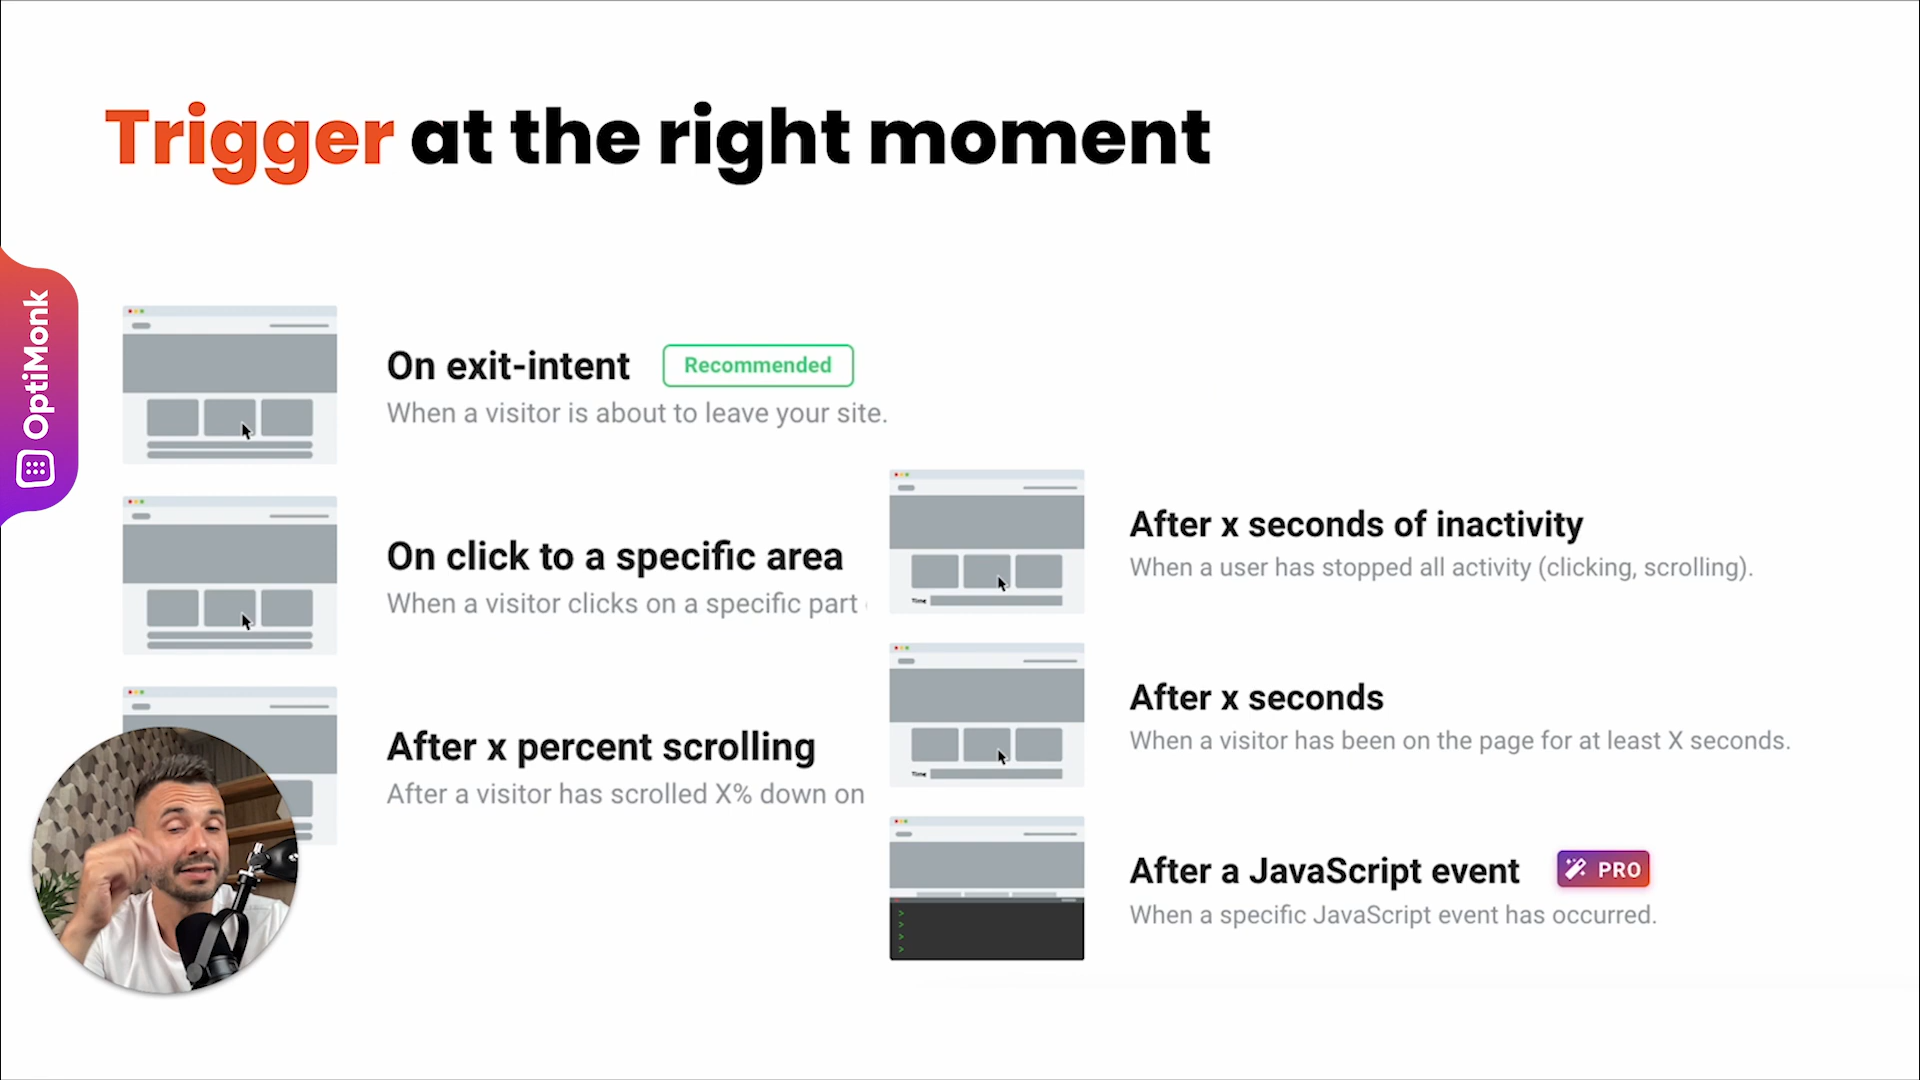 Trigger at the right moment
OptiMonk
On exit-intent
Recommended
When a visitor is about to leave your site.
On click to a specific area
When a visitor clicks on a specific part
After x percent scrolling
After a visitor has scrolled X% down on
After x seconds of inactivity
When a user has stopped all activity (clicking, scrolling).
Time
After x seconds
When a visitor has been on the page for at least X seconds.
Time
After a JavaScript event
PRO
When a specific JavaScript event has occurred.